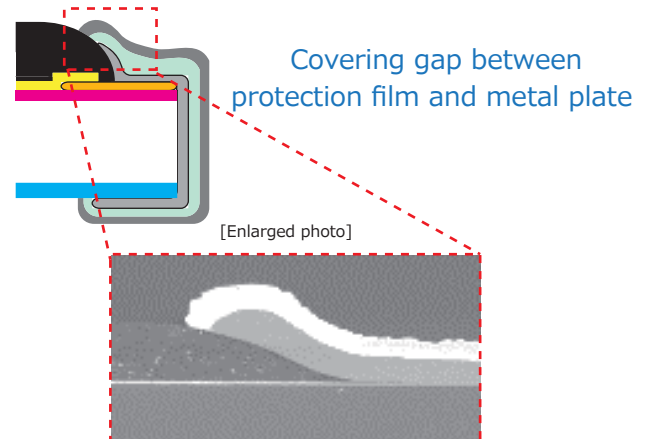 Covering gap between
protection film and metal plate
[Enlarged photo]